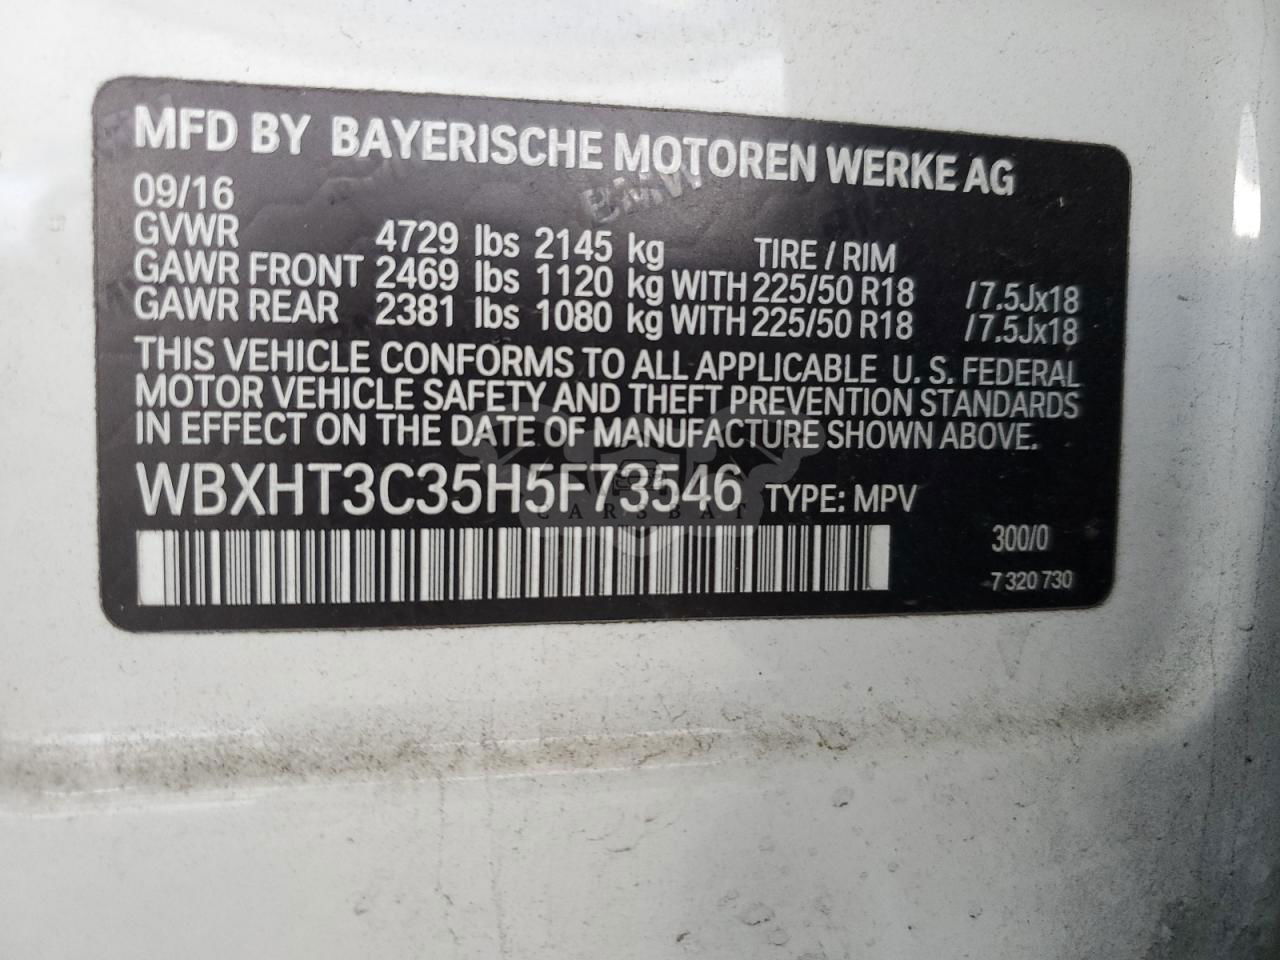 MFD BY BAYERISCHE MOTOREN WERKE AG
09/16
GVWR 4729 lbs 2145 kg TIRE / RIM
GAWR FRONT 2469 lbs 1120 kg WITH 225/50 R18 /7.5Jx18
GAWR REAR 2381 lbs 1080 kg WITH 225/50 R18 /7.5Jx18
THIS VEHICLE CONFORMS TO ALL APPLICABLE U. S. FEDERAL
MOTOR VEHICLE SAFETY AND THEFT PREVENTION STANDARDS
IN EFFECT ON THE DATE OF MANUFACTURE SHOWN ABOVE.
WBXHT3C35H5F73546 TYPE: MPV
CARSBAT
300/0
7 320 730
BMW